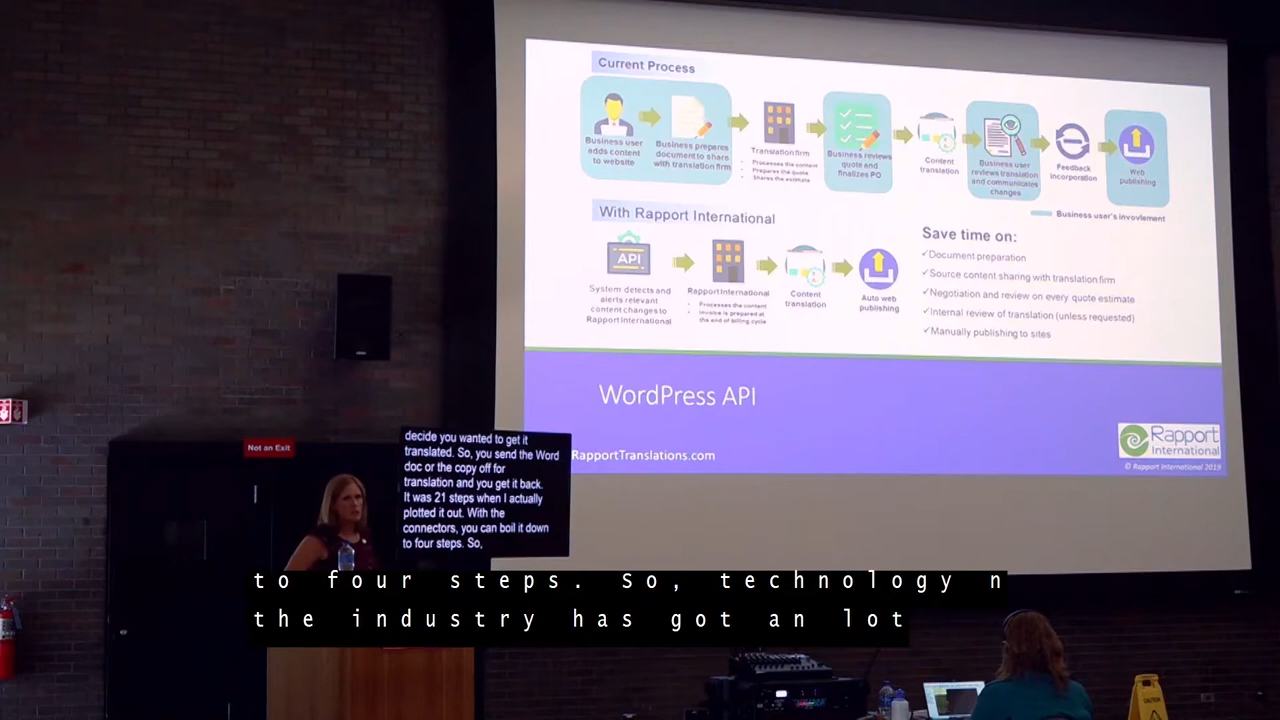 Current Process
Business user
adds content
to website
Business prepares
document to share
with translation firm
Translation firm
• Processes the content
• Prepares the quote
• Shares the estimate
Business reviews
quote and
finalizes PO
Content
translation
Business user
reviews translation
and communicates
changes
Feedback
incorporation
Web
publishing
Business user's invovlement
With Rapport International
API
System detects and
alerts relevant
content changes to
Rapport International
Rapport International
• Processes the content
• Invoice is prepared at
the end of billing cycle
Content
translation
Auto web
publishing
Save time on:
✓Document preparation
✓Source content sharing with translation firm
✓Negotiation and review on every quote estimate
✓Internal review of translation (unless requested)
✓Manually publishing to sites
WordPress API
RapportTranslations.com
Rapport
International
© Rapport International 2019
Not an Exit
decide you wanted to get it
translated. So, you send the Word
doc or the copy off for
translation and you get it back.
It was 21 steps when I actually
plotted it out. With the
connectors, you can boil it down
to four steps. So,
to four steps. So, technology n
the industry has got an lot
CAUTION